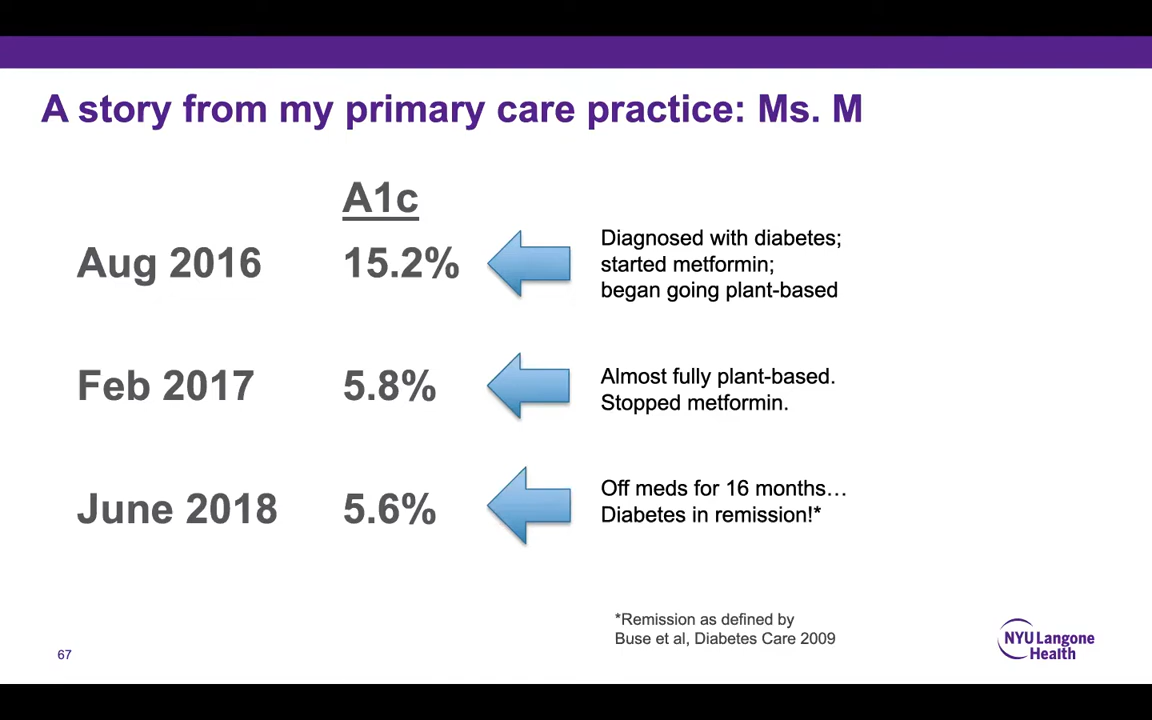 A story from my primary care practice: Ms. M
A1c
Aug 2016 15.2%
Diagnosed with diabetes;
started metformin;
began going plant-based
Feb 2017 5.8%
Almost fully plant-based.
Stopped metformin.
June 2018 5.6%
Off meds for 16 months…
Diabetes in remission!*
*Remission as defined by
Buse et al, Diabetes Care 2009
67
NYU Langone
Health